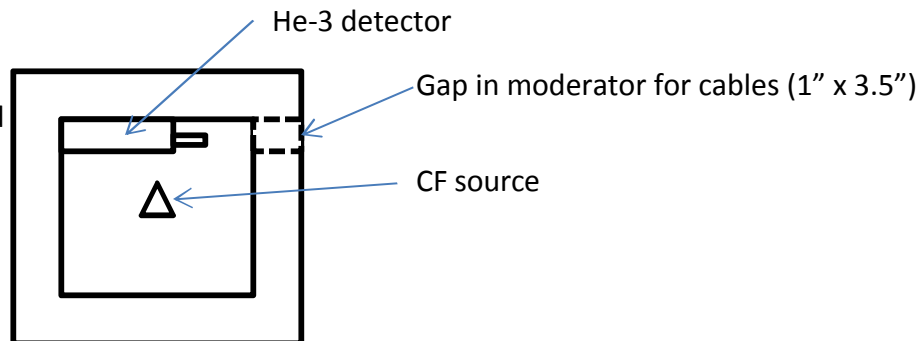 He-3 detector
Gap in moderator for cables (1” x 3.5”)
CF source